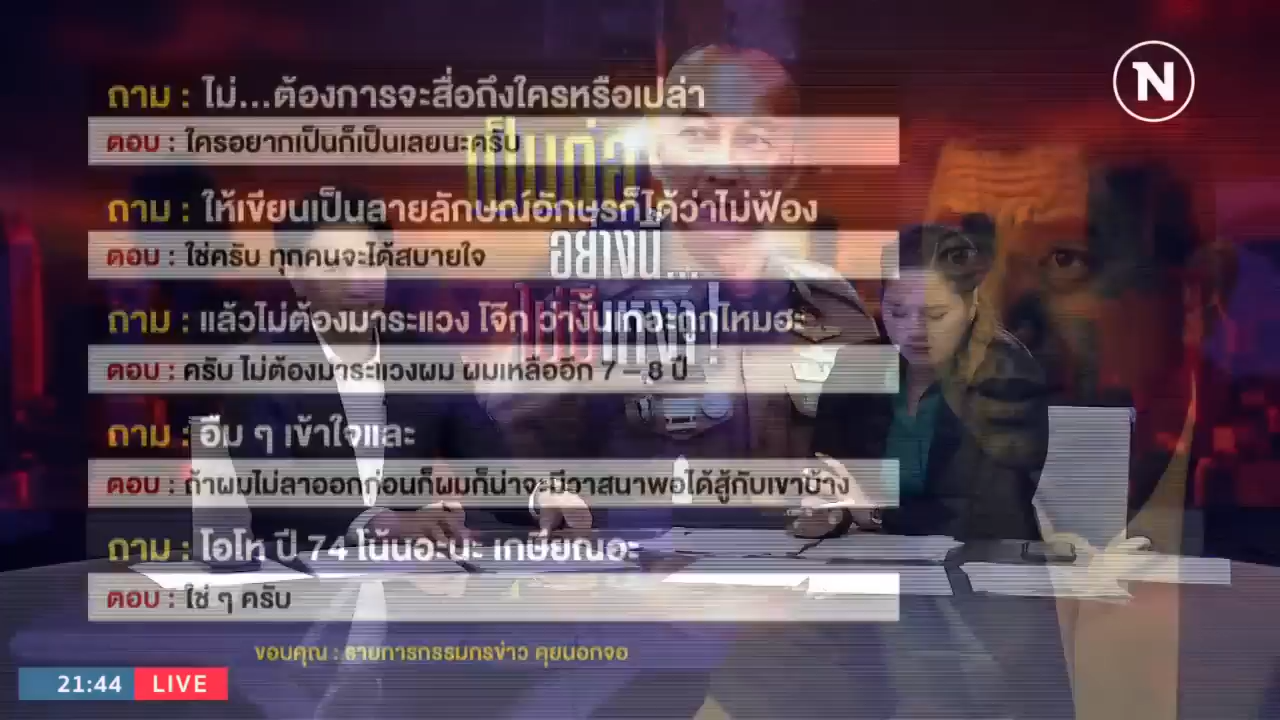 N
ถาม : ไม่...ต้องการจะสื่อถึงใครหรือเปล่า
ตอบ : ใครอยากเป็นก็เป็นเลยนะครับ
ถาม : ให้เขียนเป็นลายลักษณ์อักษรก็ได้ว่าไม่ฟ้อง
อย่างนี้...
ตอบ : ใช่ครับ ทุกคนจะได้สบายใจ
ถาม : แล้วไม่ต้องมาระแวง โจ๊ก ว่างั้นเถอะถูกไหมฮะ
ตอบ : ครับ ไม่ต้องมาระแวงผม ผมเหลืออีก 7 – 8 ปี
ถาม : อืม ๆ เข้าใจแหละ
ตอบ : ถ้าผมไม่ลาออกก่อนก็ผมก็น่าจะมีวาสนาพอได้สู้กับเขาบ้าง
ถาม : โอโห ปี 74 โน้นอะนะ เกษียณอะ
ตอบ : ใช่ ๆ ครับ
ขอบคุณ : รายการกรรมกรข่าว คุยนอกจอ
21:44 LIVE